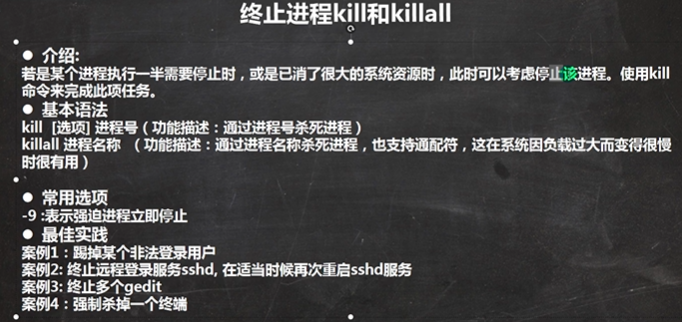 终止进程kill和killall
● 介绍:
若是某个进程执行一半需要停止时，或是已消了很大的系统资源时，此时可以考虑停止该进程。使用kill
命令来完成此项任务。
● 基本语法
kill [选项] 进程号（功能描述：通过进程号杀死进程）
killall 进程名称 （功能描述：通过进程名称杀死进程，也支持通配符，这在系统因负载过大而变得很慢
时很有用）
● 常用选项
-9 :表示强迫进程立即停止
● 最佳实践
案例1：踢掉某个非法登录用户
案例2: 终止远程登录服务sshd, 在适当时候再次重启sshd服务
案例3: 终止多个gedit
案例4：强制杀掉一个终端